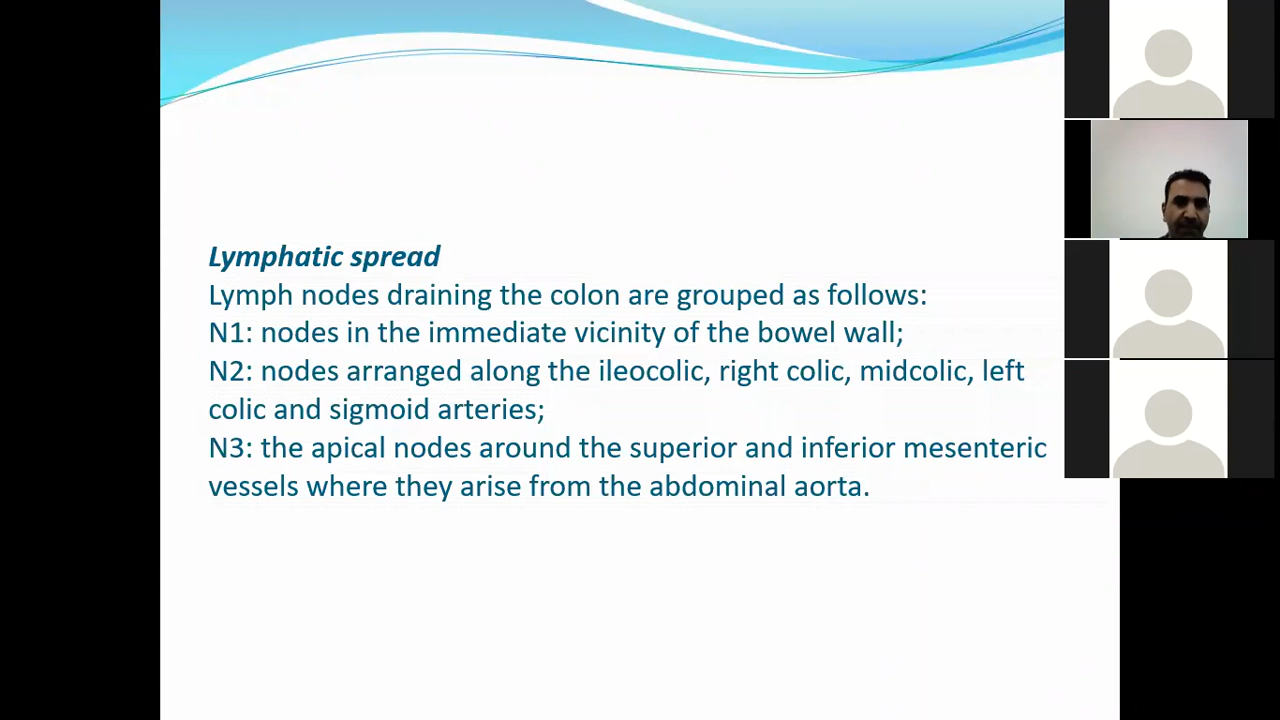 Lymphatic spread
Lymph nodes draining the colon are grouped as follows:
N1: nodes in the immediate vicinity of the bowel wall;
N2: nodes arranged along the ileocolic, right colic, midcolic, left
colic and sigmoid arteries;
N3: the apical nodes around the superior and inferior mesenteric
vessels where they arise from the abdominal aorta.